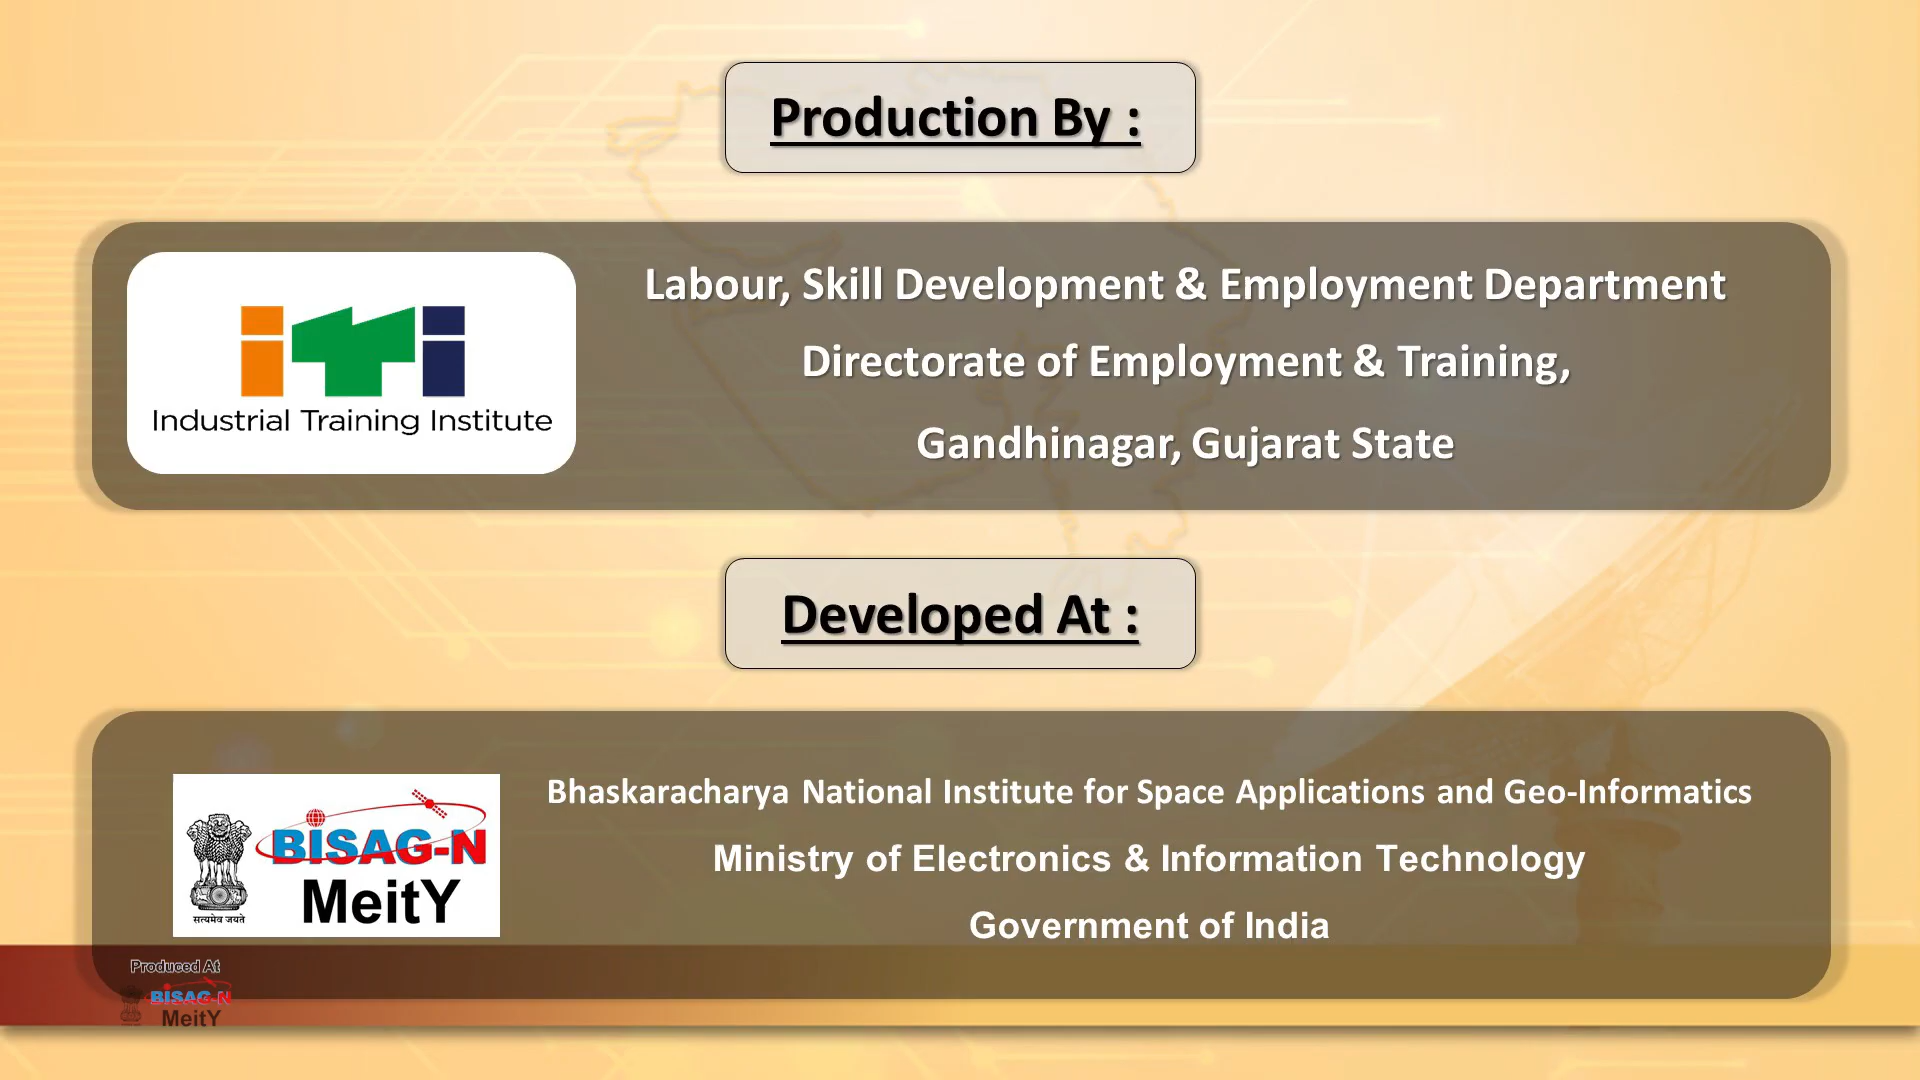 Production By :
Labour, Skill Development & Employment Department
Directorate of Employment & Training,
Gandhinagar, Gujarat State
iTi
Industrial Training Institute
Developed At :
Bhaskaracharya National Institute for Space Applications and Geo-Informatics
Ministry of Electronics & Information Technology
Government of India
BISAG-N
MeitY
सत्यमेव जयते
Produced At
BISAG-N
MeitY